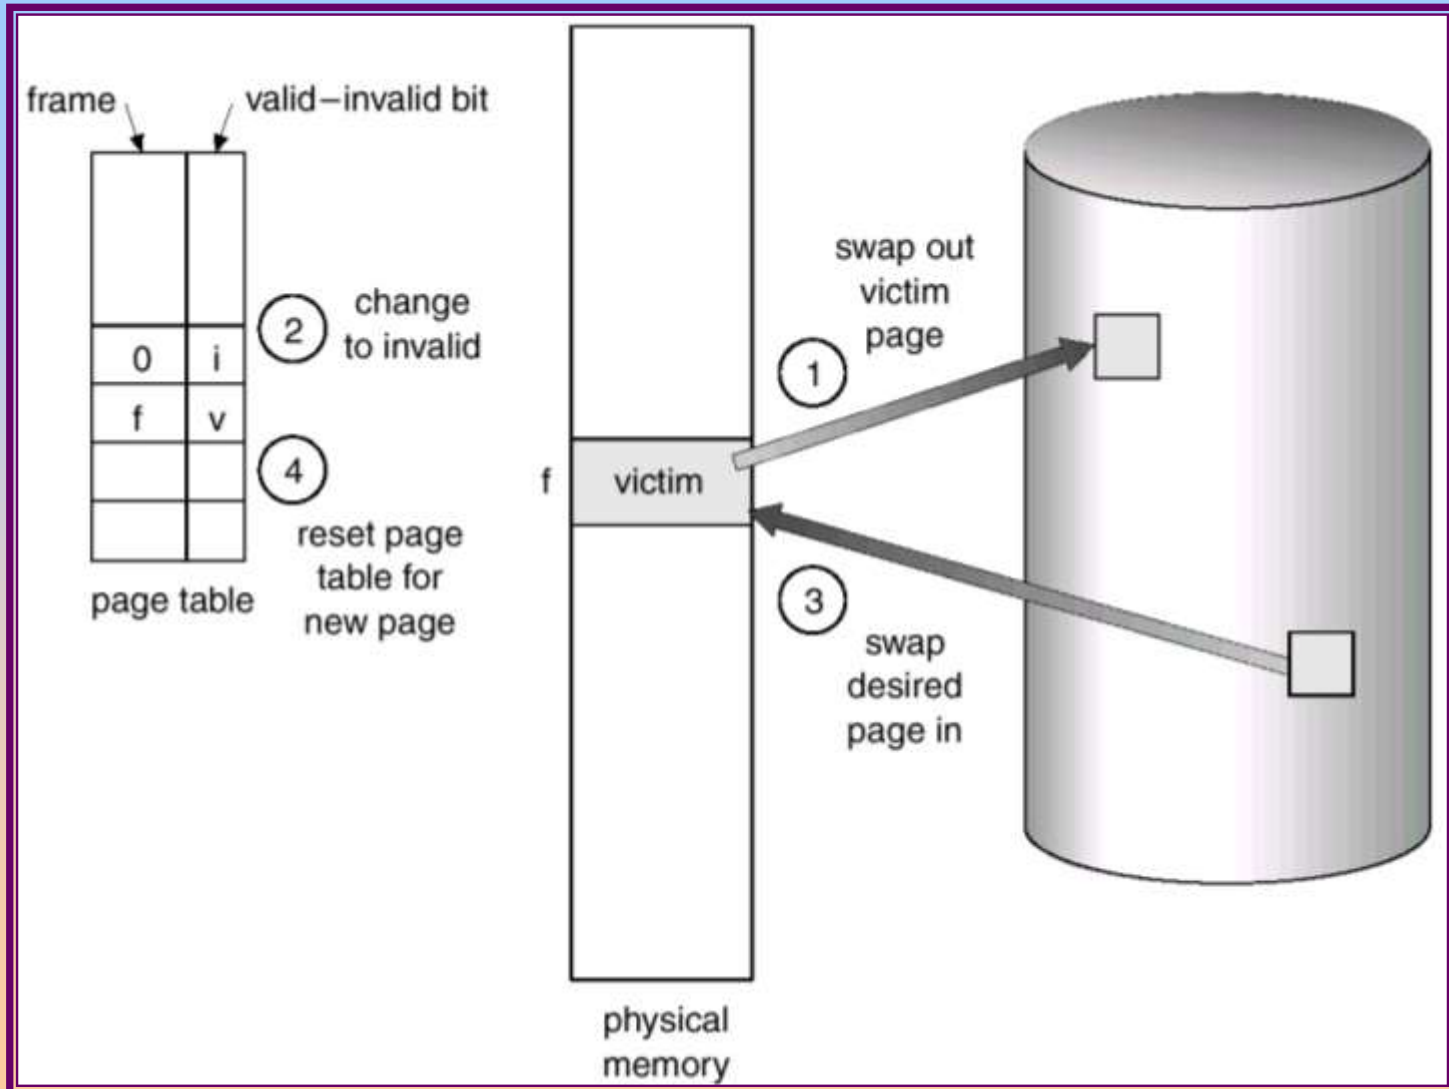 frame
valid–invalid bit
0 i
f v
2
change
to invalid
4
reset page
table for
new page
page table
f
victim
physical
memory
swap out
victim
page
1
3
swap
desired
page in